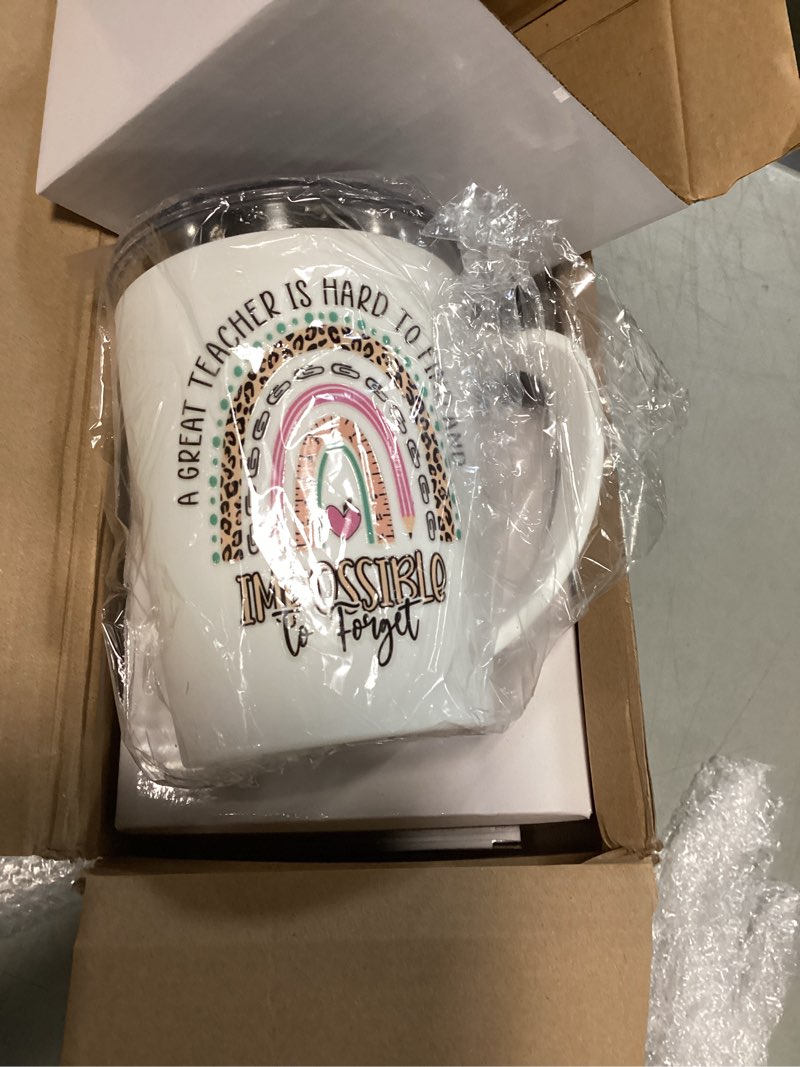 A GREAT TEACHER IS HARD TO FIND AND
IMPOSSIBLE
to Forget